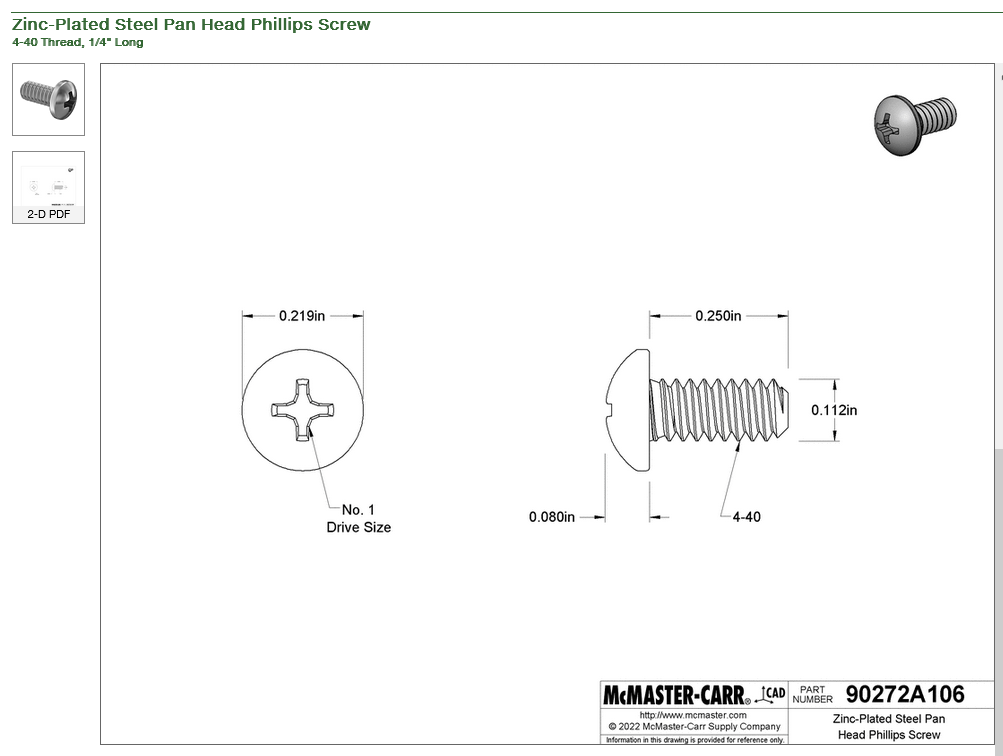 Zinc-Plated Steel Pan Head Phillips Screw
4-40 Thread, 1/4" Long
2-D PDF
0.219in
0.250in
0.112in
No. 1
Drive Size
0.080in
4-40
McMASTER-CARR® CAD
PART
NUMBER
90272A106
http://www.mcmaster.com
© 2022 McMaster-Carr Supply Company
Information in this drawing is provided for reference only.
Zinc-Plated Steel Pan
Head Phillips Screw